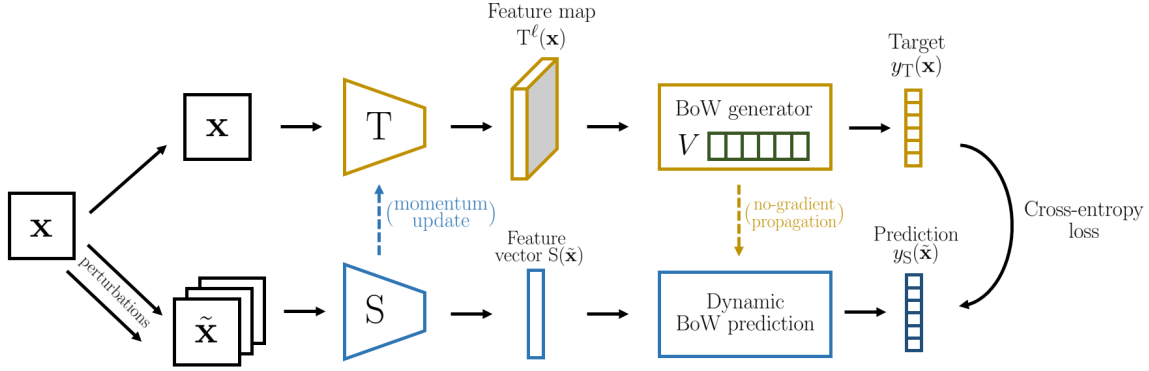 Feature map
T^ℓ(𝐱)
Target
y_T(𝐱)
𝐱
T
BoW generator
V
𝐱
(momentum
update)
(no-gradient
propagation)
Cross-entropy
loss
perturbations
Feature
vector S(𝐱̃)
Prediction
y_S(𝐱̃)
𝐱̃
S
Dynamic
BoW prediction